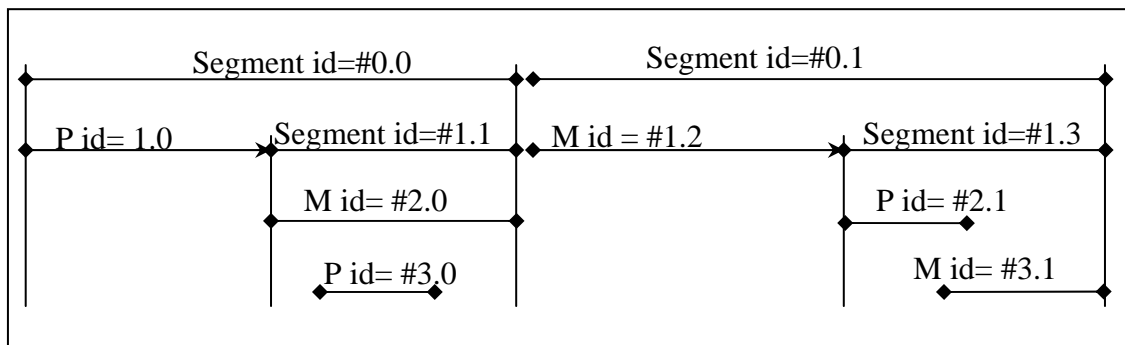 Segment id=#0.0
Segment id=#0.1
P id= 1.0
Segment id=#1.1
M id = #1.2
Segment id=#1.3
M id= #2.0
P id= #2.1
P id= #3.0
M id= #3.1